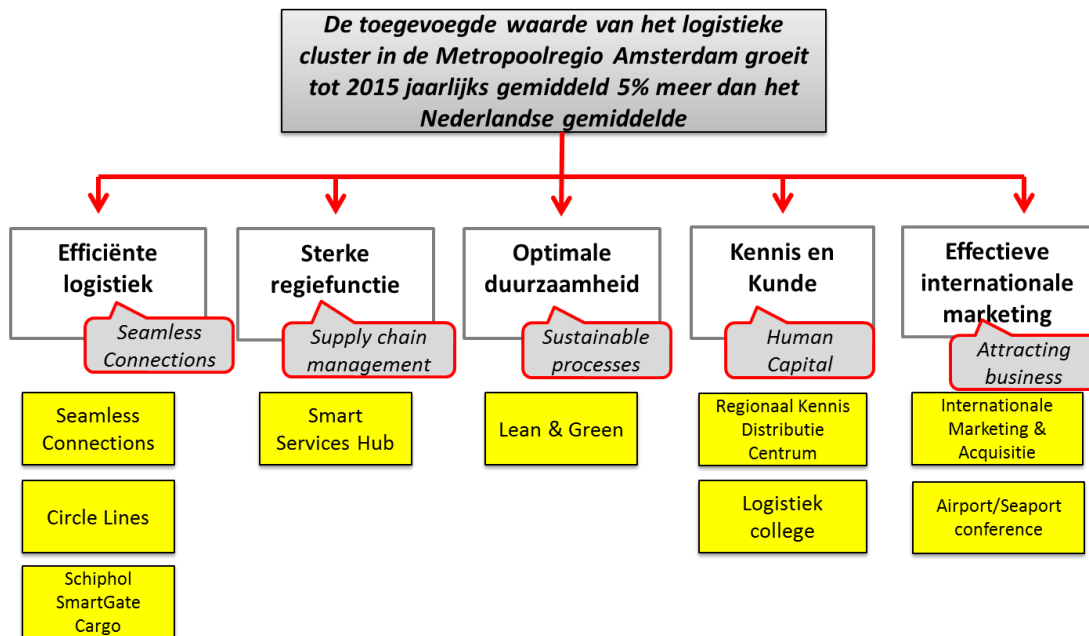 De toegevoegde waarde van het logistieke
cluster in de Metropoolregio Amsterdam groeit
tot 2015 jaarlijks gemiddeld 5% meer dan het
Nederlandse gemiddelde
Efficiënte
logistiek
Seamless
Connections
Sterke
regiefunctie
Supply chain
management
Optimale
duurzaamheid
Sustainable
processes
Kennis en
Kunde
Human
Capital
Effectieve
internationale
marketing
Attracting
business
Seamless
Connections
Smart
Services Hub
Lean & Green
Regionaal Kennis
Distributie
Centrum
Internationale
Marketing &
Acquisitie
Circle Lines
Logistiek
college
Airport/Seaport
conference
Schiphol
SmartGate
Cargo